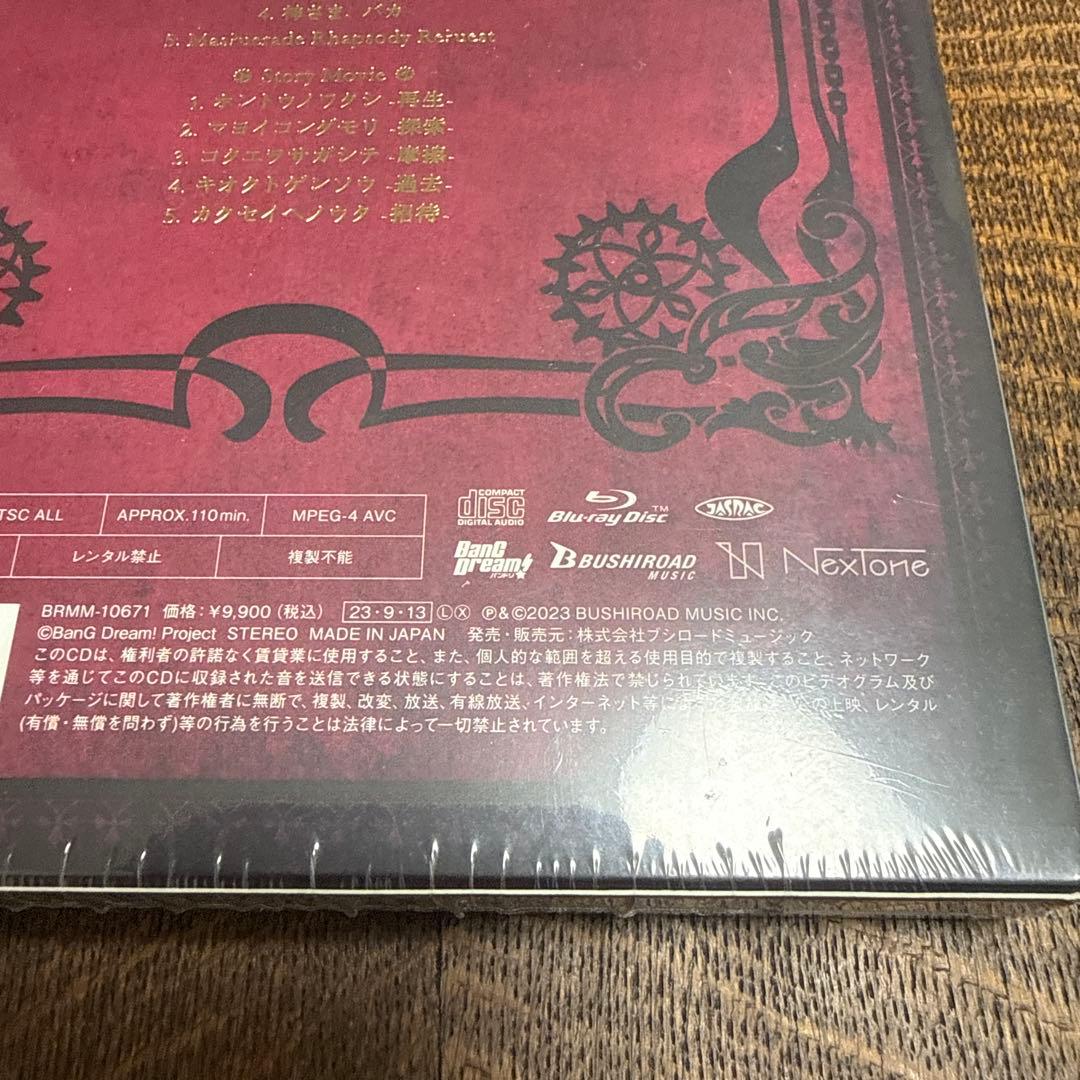 4. 神さま、バカ
5. Masquerade Rhapsody Request
Story Movie
1. ホントウノワタシ -再生-
2. マヨイコンダモリ -探索-
3. コタエヲサガシテ -摩擦-
4. キオクトゲンソウ -過去-
5. カクセイヘノウタ -招待-
TSC ALL APPROX.110min. MPEG-4 AVC
レンタル禁止 複製不能
COMPACT disc DIGITAL AUDIO Blu-ray Disc™ JASRAC
BanG Dream! バンドリ! BUSHIROAD MUSIC NexTone
BRMM-10671 価格：¥9,900（税込） 23・9・13 Ⓛ Ⓧ Ⓟ&©2023 BUSHIROAD MUSIC INC.
©BanG Dream! Project STEREO MADE IN JAPAN 発売・販売元：株式会社ブシロードミュージック
このCDは、権利者の許諾なく賃貸業に使用すること、また、個人的な範囲を超える使用目的で複製すること、ネットワーク
等を通じてこのCDに収録された音を送信できる状態にすることは、著作権法で禁じられています。このビデオグラム及び
パッケージに関して著作権者に無断で、複製、改変、放送、有線放送、インターネット等による の上映、レンタル
(有償・無償を問わず)等の行為を行うことは法律によって一切禁止されています。